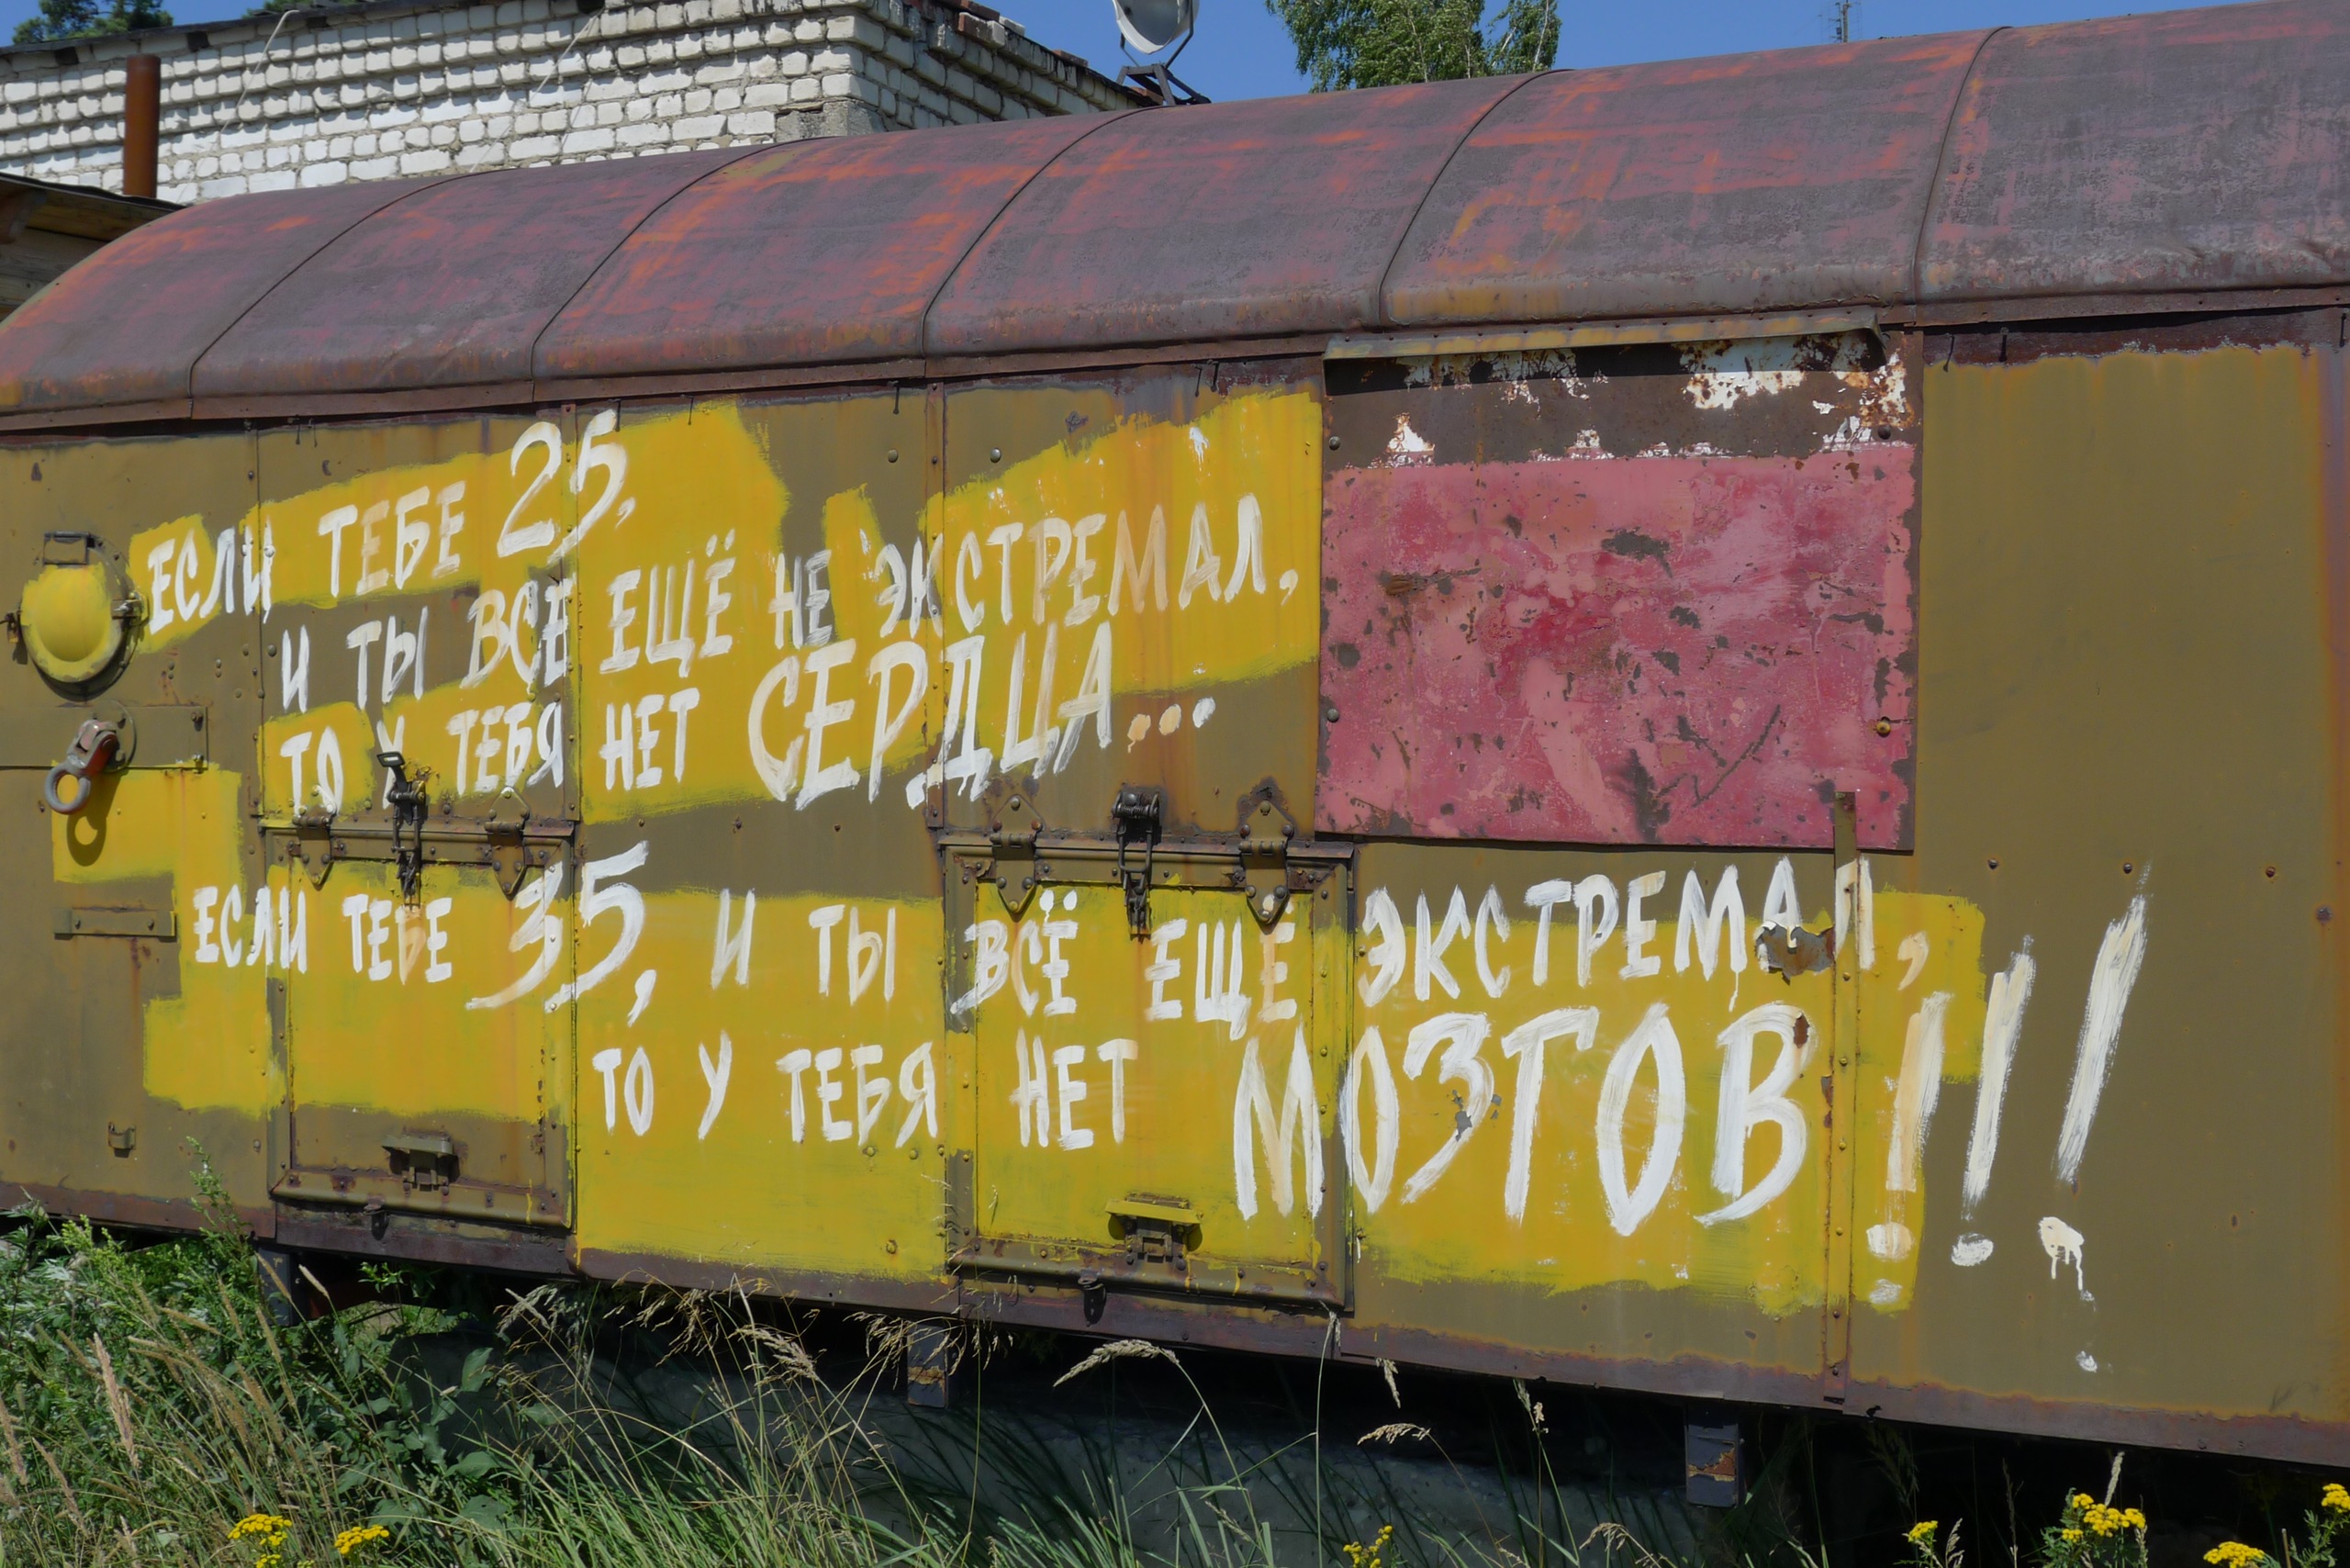 ЕСЛИ ТЕБЕ 25,
И ТЫ ВСЕ ЕЩЁ НЕ ЭКСТРЕМАЛ,
ТО У ТЕБЯ НЕТ СЕРДЦА...
ЕСЛИ ТЕБЕ 35, И ТЫ ВСЁ ЕЩЁ ЭКСТРЕМАЛ,
ТО У ТЕБЯ НЕТ МОЗГОВ!!!